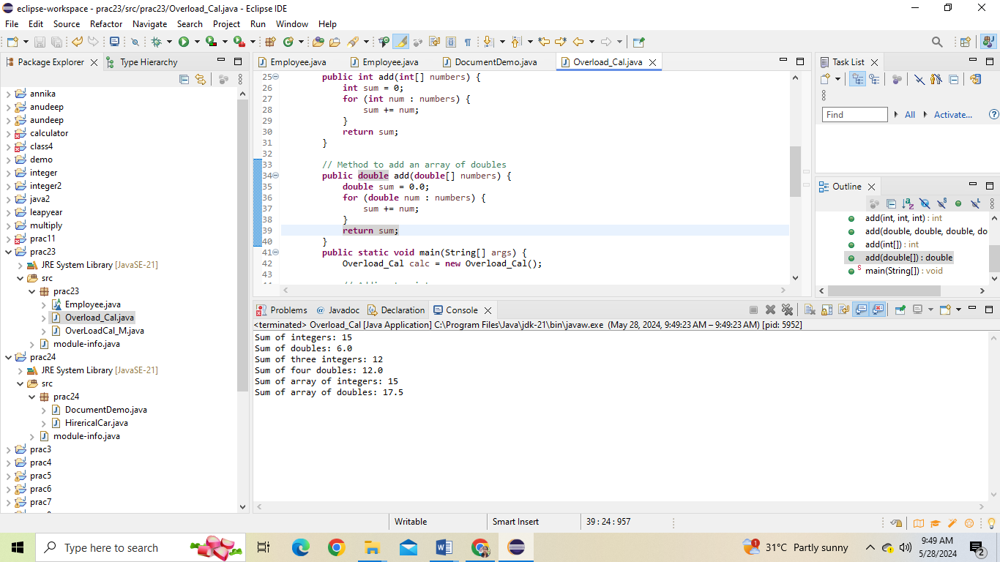 eclipse-workspace - prac23/src/prac23/Overload_Cal.java - Eclipse IDE
File Edit Source Refactor Navigate Search Project Run Window Help
Package Explorer Type Hierarchy
annika
anudeep
aundeep
calculator
class4
demo
integer
integer2
java2
leapyear
multiply
prac11
prac23
JRE System Library [JavaSE-21]
src
prac23
Employee.java
Overload_Cal.java
OverLoadCal_M.java
module-info.java
prac24
JRE System Library [JavaSE-21]
src
prac24
DocumentDemo.java
HirericalCar.java
module-info.java
prac3
prac4
prac5
prac6
prac7
Employee.java Employee.java DocumentDemo.java Overload_Cal.java
25 public int add(int[] numbers) {
26 int sum = 0;
27 for (int num : numbers) {
28 sum += num;
29 }
30 return sum;
31 }
32
33 // Method to add an array of doubles
34 public double add(double[] numbers) {
35 double sum = 0.0;
36 for (double num : numbers) {
37 sum += num;
38 }
39 return sum;
40 }
41 public static void main(String[] args) {
42 Overload_Cal calc = new Overload_Cal();
43
Task List
Find All Activate...
Outline
add(int, int, int) : int
add(double, double, double, do
add(int[]) : int
add(double[]) : double
main(String[]) : void
Problems @ Javadoc Declaration Console
<terminated> Overload_Cal [Java Application] C:\Program Files\Java\jdk-21\bin\javaw.exe (May 28, 2024, 9:49:23 AM – 9:49:23 AM) [pid: 5952]
Sum of integers: 15
Sum of doubles: 6.0
Sum of three integers: 12
Sum of four doubles: 12.0
Sum of array of integers: 15
Sum of array of doubles: 17.5
Writable Smart Insert 39 : 24 : 957
Type here to search
31°C Partly sunny
9:49 AM
5/28/2024
2